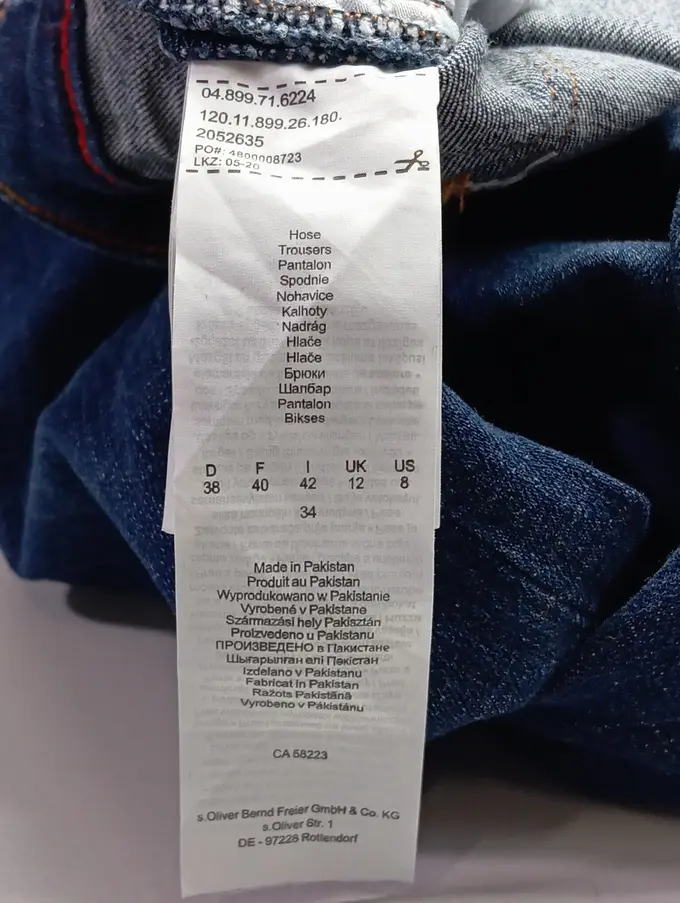 04.899.71.6224
120.11.899.26.180.
2052635
PO#: 4800008723
LKZ: 05-20
Hose
Trousers
Pantalon
Spodnie
Nohavice
Kalhoty
Nadrág
Hlače
Hlače
Брюки
Шалбар
Pantalon
Bikses
D F I UK US
38 40 42 12 8
34
Made in Pakistan
Produit au Pakistan
Wyprodukowano w Pakistanie
Vyrobené v Pakistane
Származási hely Pakisztán
Proizvedeno u Pakistanu
ПРОИЗВЕДЕНО в Пакистане
Шығарылған елі Пәкістан
Izdelano v Pakistanu
Fabricat in Pakistan
Ražots Pakistānā
Vyrobeno v Pákistánu
CA 58223
s.Oliver Bernd Freier GmbH & Co. KG
s.Oliver Str. 1
DE - 97228 Rottendorf